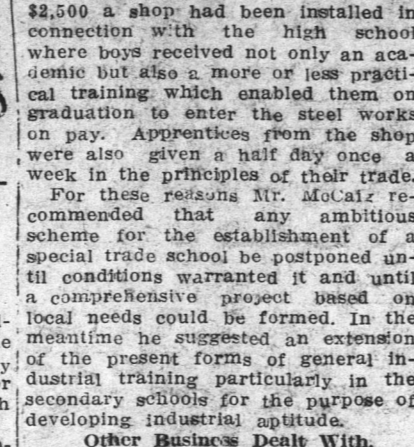 $2,500 a shop had been installed in
connection with the high school
where boys received not only an aca-
demic but also a more or less practi-
cal training which enabled them on
graduation to enter the steel works
on pay. Apprentices from the shop
were also given a half day once a
week in the principles of their trade.
For these reasons Mr. McCaig re-
commended that any ambitious
scheme for the establishment of a
special trade school be postponed un-
til conditions warranted it and until
a comprehensive project based on
local needs could be formed. In the
meantime he suggested an extension
of the present forms of general in-
dustrial training particularly in the
secondary schools for the purpose of
developing industrial aptitude.
Other Business Dealt With.